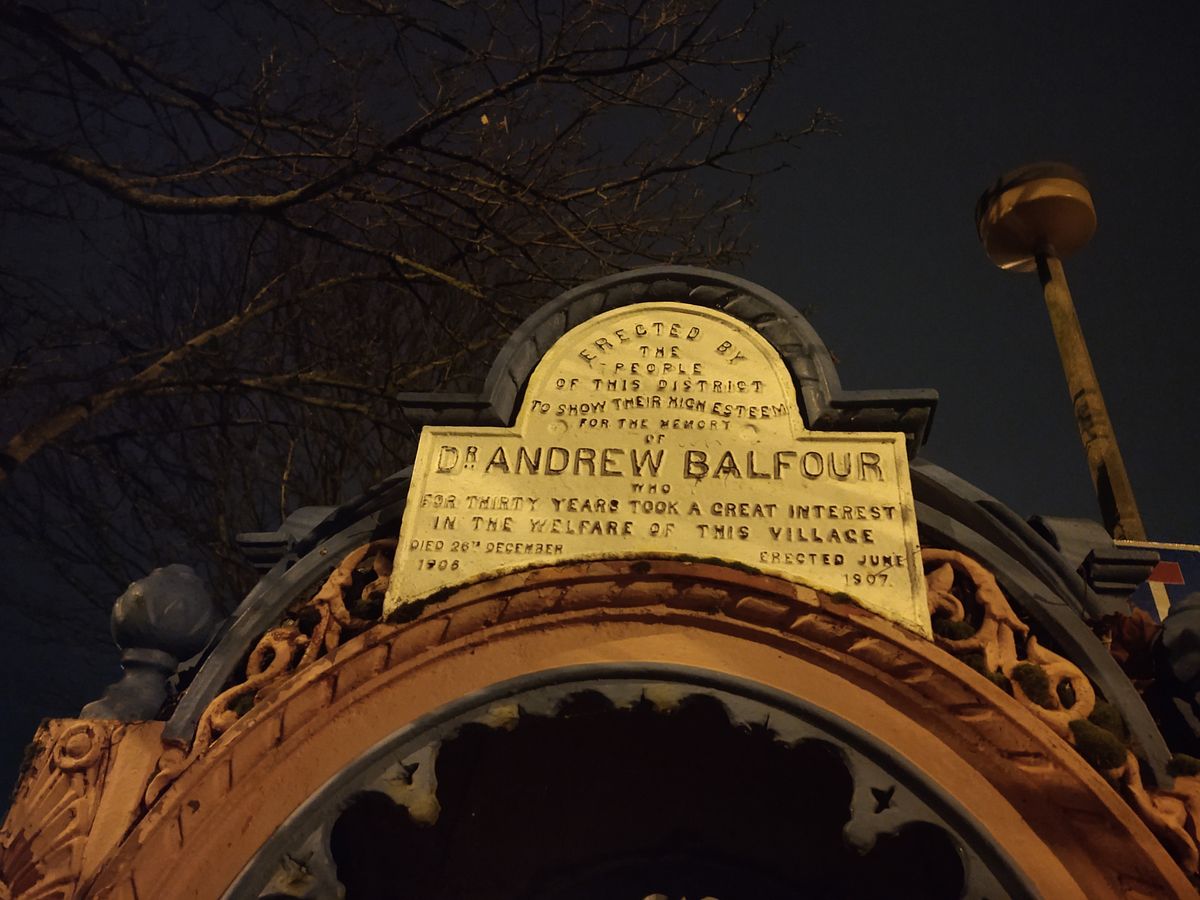 ERECTED BY
THE
PEOPLE
OF THIS DISTRICT
TO SHOW THEIR HIGH ESTEEM
FOR THE MEMORY
OF
DR ANDREW BALFOUR
WHO
FOR THIRTY YEARS TOOK A GREAT INTEREST
IN THE WELFARE OF THIS VILLAGE
DIED 26TH DECEMBER
1906
ERECTED JUNE
1907.